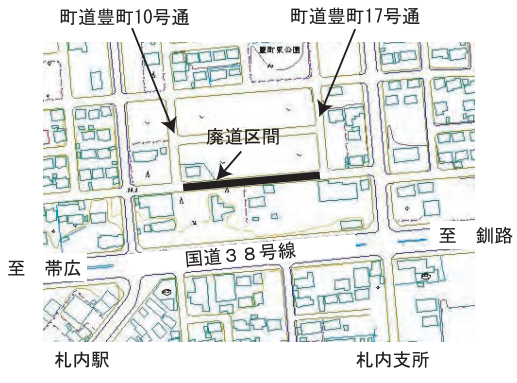 町道豊町10号通
町道豊町17号通
豊町東公園
廃道区間
至 釧路
国道38号線
至 帯広
札内駅
札内支所